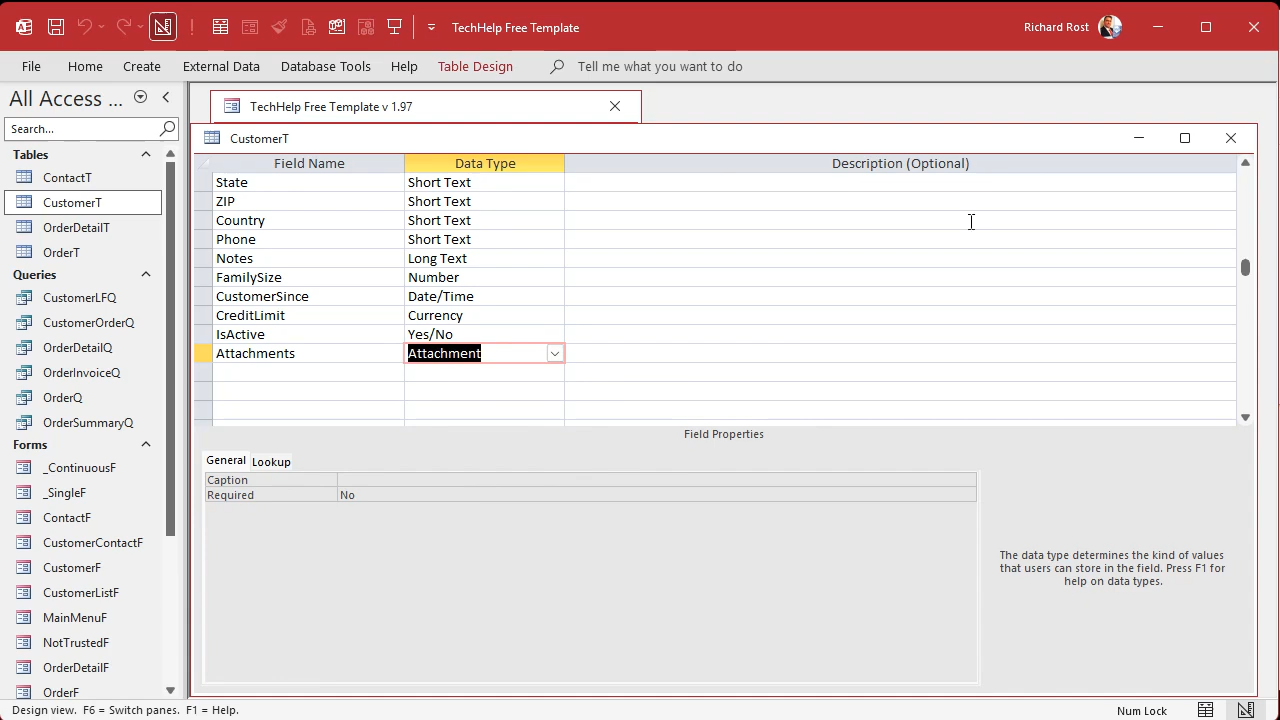 TechHelp Free Template
Richard Rost
File Home Create External Data Database Tools Help Table Design Tell me what you want to do
All Access ...
Search...
Tables
ContactT
CustomerT
OrderDetailT
OrderT
Queries
CustomerLFQ
CustomerOrderQ
OrderDetailQ
OrderInvoiceQ
OrderQ
OrderSummaryQ
Forms
_ContinuousF
_SingleF
ContactF
CustomerContactF
CustomerF
CustomerListF
MainMenuF
NotTrustedF
OrderDetailF
OrderF
TechHelp Free Template v 1.97
CustomerT
Field Name Data Type Description (Optional)
State Short Text
ZIP Short Text
Country Short Text
Phone Short Text
Notes Long Text
FamilySize Number
CustomerSince Date/Time
CreditLimit Currency
IsActive Yes/No
Attachments Attachment
Field Properties
General Lookup
Caption
Required No
The data type determines the kind of values
that users can store in the field. Press F1 for
help on data types.
Design view. F6 = Switch panes. F1 = Help.
Num Lock